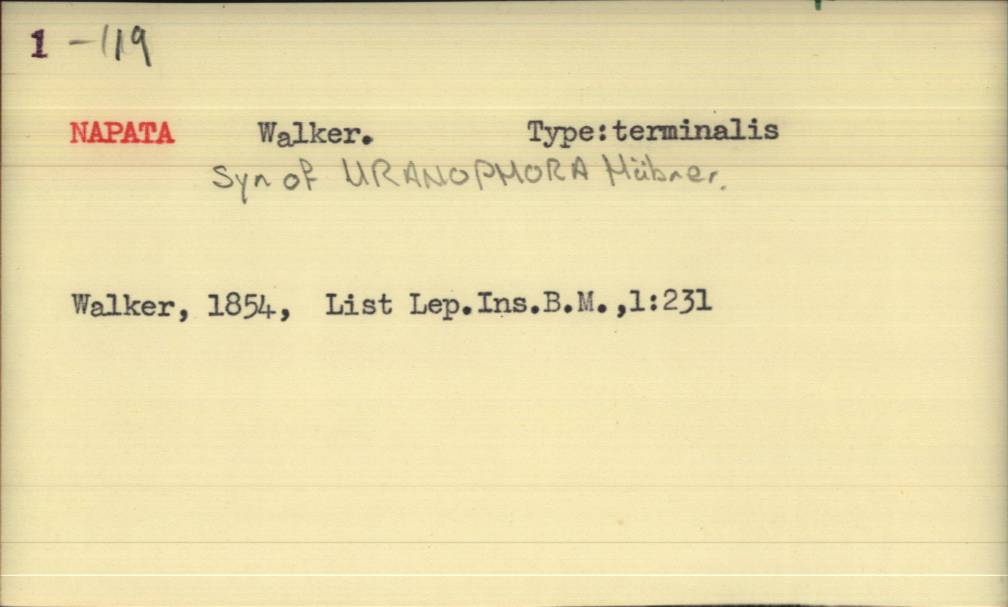 1 -119
NAPATA Walker. Type:terminalis
Syn of URANOPHORA Hübner.
Walker, 1854, List Lep.Ins.B.M.,1:231